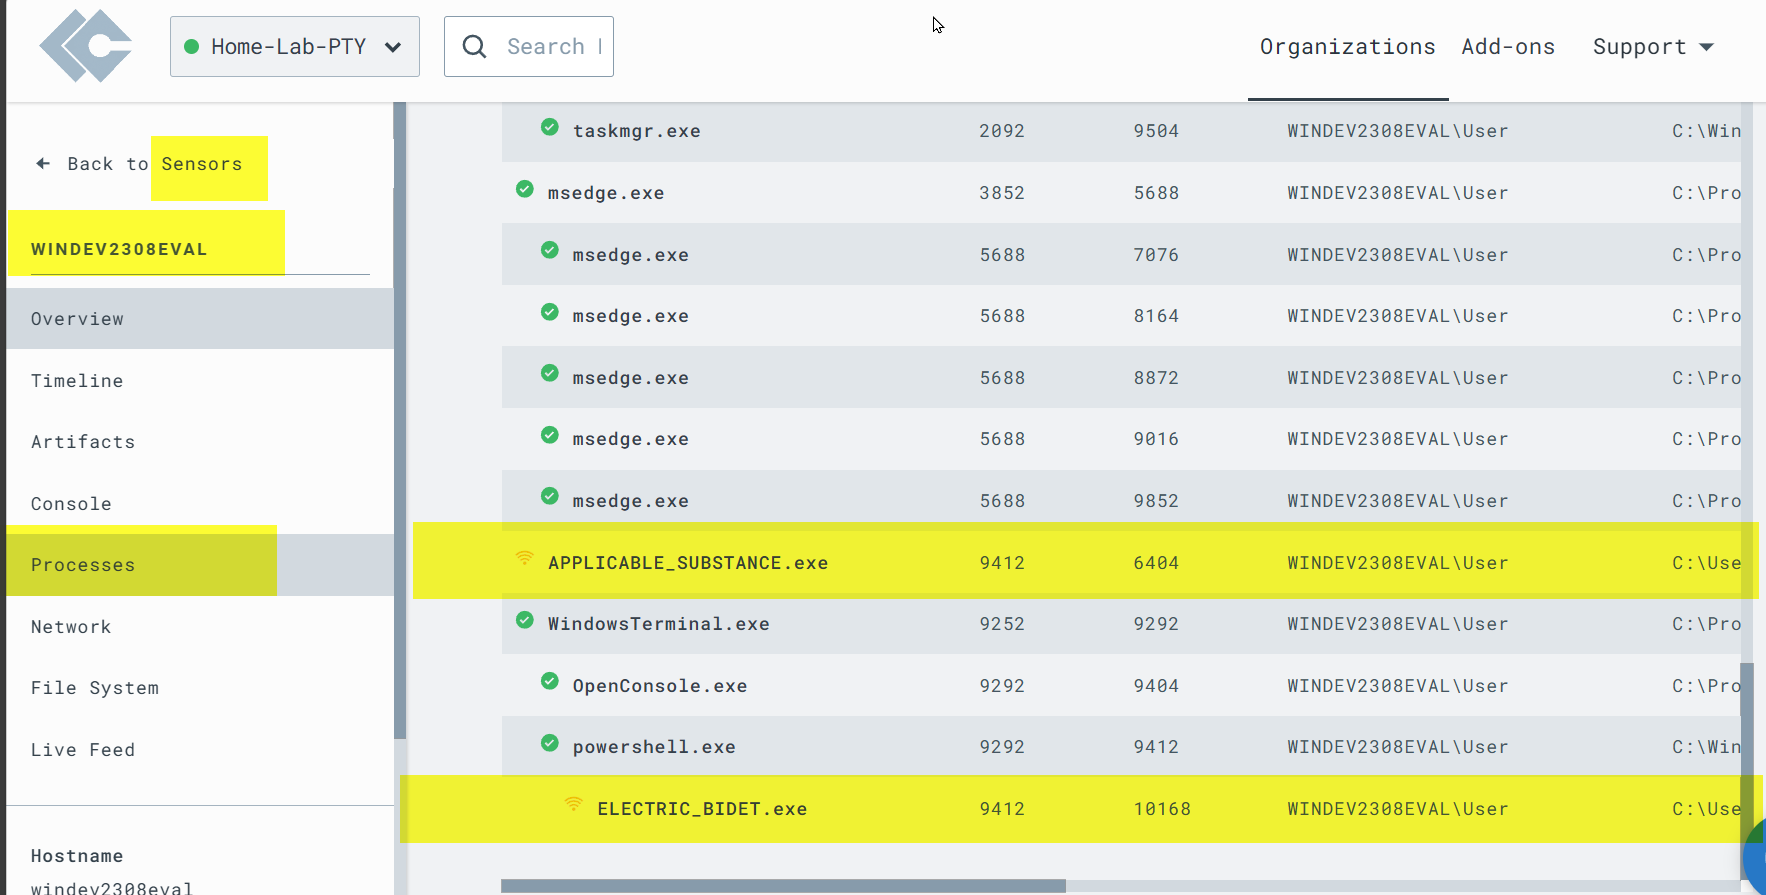 Home-Lab-PTY
Search
Organizations Add-ons Support
Back to Sensors
WINDEV2308EVAL
Overview
Timeline
Artifacts
Console
Processes
Network
File System
Live Feed
Hostname
windev2308eval
taskmgr.exe 2092 9504 WINDEV2308EVAL\User C:\Win
msedge.exe 3852 5688 WINDEV2308EVAL\User C:\Pro
msedge.exe 5688 7076 WINDEV2308EVAL\User C:\Pro
msedge.exe 5688 8164 WINDEV2308EVAL\User C:\Pro
msedge.exe 5688 8872 WINDEV2308EVAL\User C:\Pro
msedge.exe 5688 9016 WINDEV2308EVAL\User C:\Pro
msedge.exe 5688 9852 WINDEV2308EVAL\User C:\Pro
APPLICABLE_SUBSTANCE.exe 9412 6404 WINDEV2308EVAL\User C:\Use
WindowsTerminal.exe 9252 9292 WINDEV2308EVAL\User C:\Pro
OpenConsole.exe 9292 9404 WINDEV2308EVAL\User C:\Pro
powershell.exe 9292 9412 WINDEV2308EVAL\User C:\Win
ELECTRIC_BIDET.exe 9412 10168 WINDEV2308EVAL\User C:\Use